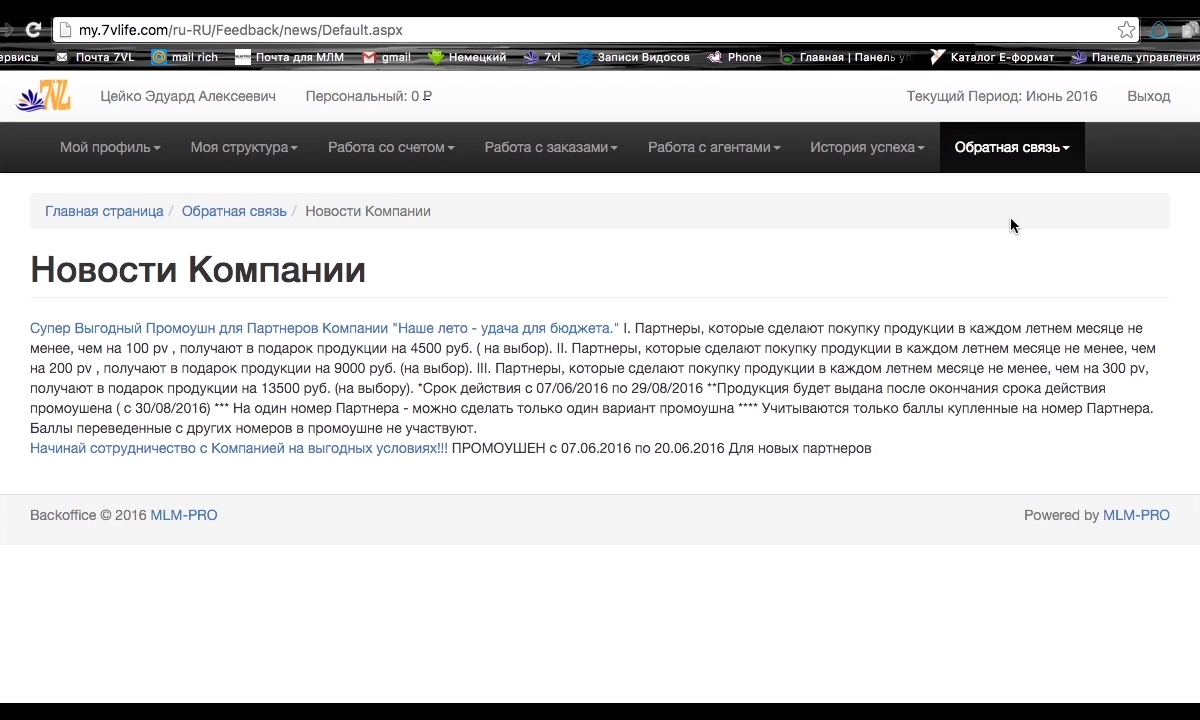 my.7vlife.com/ru-RU/Feedback/news/Default.aspx
ервисы Почта 7VL mail rich Почта для МЛМ gmail Немецкий 7vl Записи Видосов Phone Главная | Панель Каталог Е-формат Панель управления
Цейко Эдуард Алексеевич Персональный: 0 ₽ Текущий Период: Июнь 2016 Выход
Мой профиль Моя структура Работа со счетом Работа с заказами Работа с агентами История успеха Обратная связь
Главная страница / Обратная связь / Новости Компании
Новости Компании
Супер Выгодный Промоушн для Партнеров Компании "Наше лето - удача для бюджета." I. Партнеры, которые сделают покупку продукции в каждом летнем месяце не
менее, чем на 100 pv , получают в подарок продукции на 4500 руб. ( на выбор). II. Партнеры, которые сделают покупку продукции в каждом летнем месяце не менее, чем
на 200 pv , получают в подарок продукции на 9000 руб. (на выбор). III. Партнеры, которые сделают покупку продукции в каждом летнем месяце не менее, чем на 300 pv,
получают в подарок продукции на 13500 руб. (на выбору). *Срок действия с 07/06/2016 по 29/08/2016 **Продукция будет выдана после окончания срока действия
промоушена ( с 30/08/2016) *** На один номер Партнера - можно сделать только один вариант промоушна **** Учитываются только баллы купленные на номер Партнера.
Баллы переведенные с других номеров в промоушне не участвуют.
Начинай сотрудничество с Компанией на выгодных условиях!!! ПРОМОУШЕН с 07.06.2016 по 20.06.2016 Для новых партнеров
Backoffice © 2016 MLM-PRO Powered by MLM-PRO